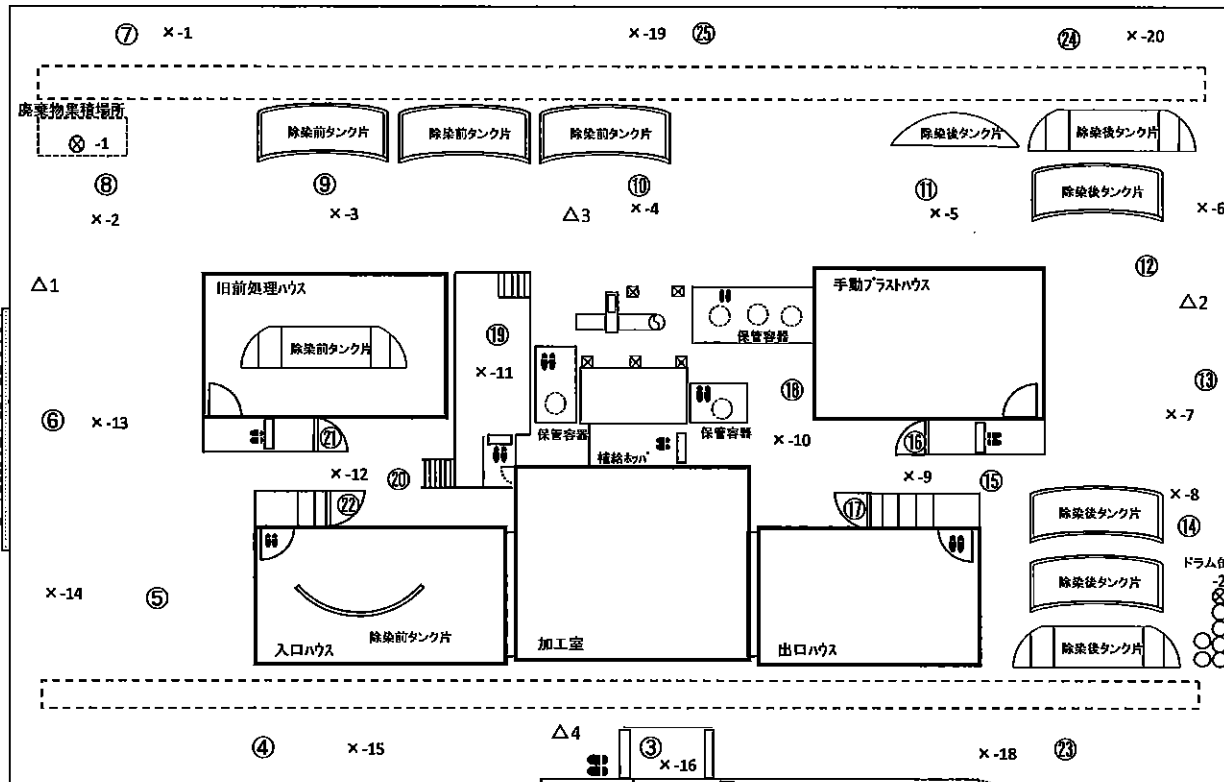 ⑦ ×-1 ×-19 ㉕ ㉔ ×-20
廃棄物集積場所
⊗ -1
除染前タンク片 除染前タンク片 除染前タンク片
除染後タンク片 除染後タンク片
除染後タンク片
⑧ ⑨ ⑩ ⑪
×-2 ×-3 △3 ×-4 ×-5 ×-6
⑫
△1 △2
旧前処理ハウス
除染前タンク片
⑲
×-11
保管容器
手動ブラストハウス
⑱ ⑬
×-7
⑥ ×-13
㉑
保管容器 保管容器
補給ホッパ
×-10
⑯
×-12 ⑳
×-9 ⑮
×-8
㉒
⑰
除染後タンク片
⑭
ドラム缶
-2
×-14 ⑤
除染後タンク片
除染前タンク片
入口ハウス
加工室
出口ハウス
除染後タンク片
④ ×-15
△4
③
×-16
×-18 ㉓